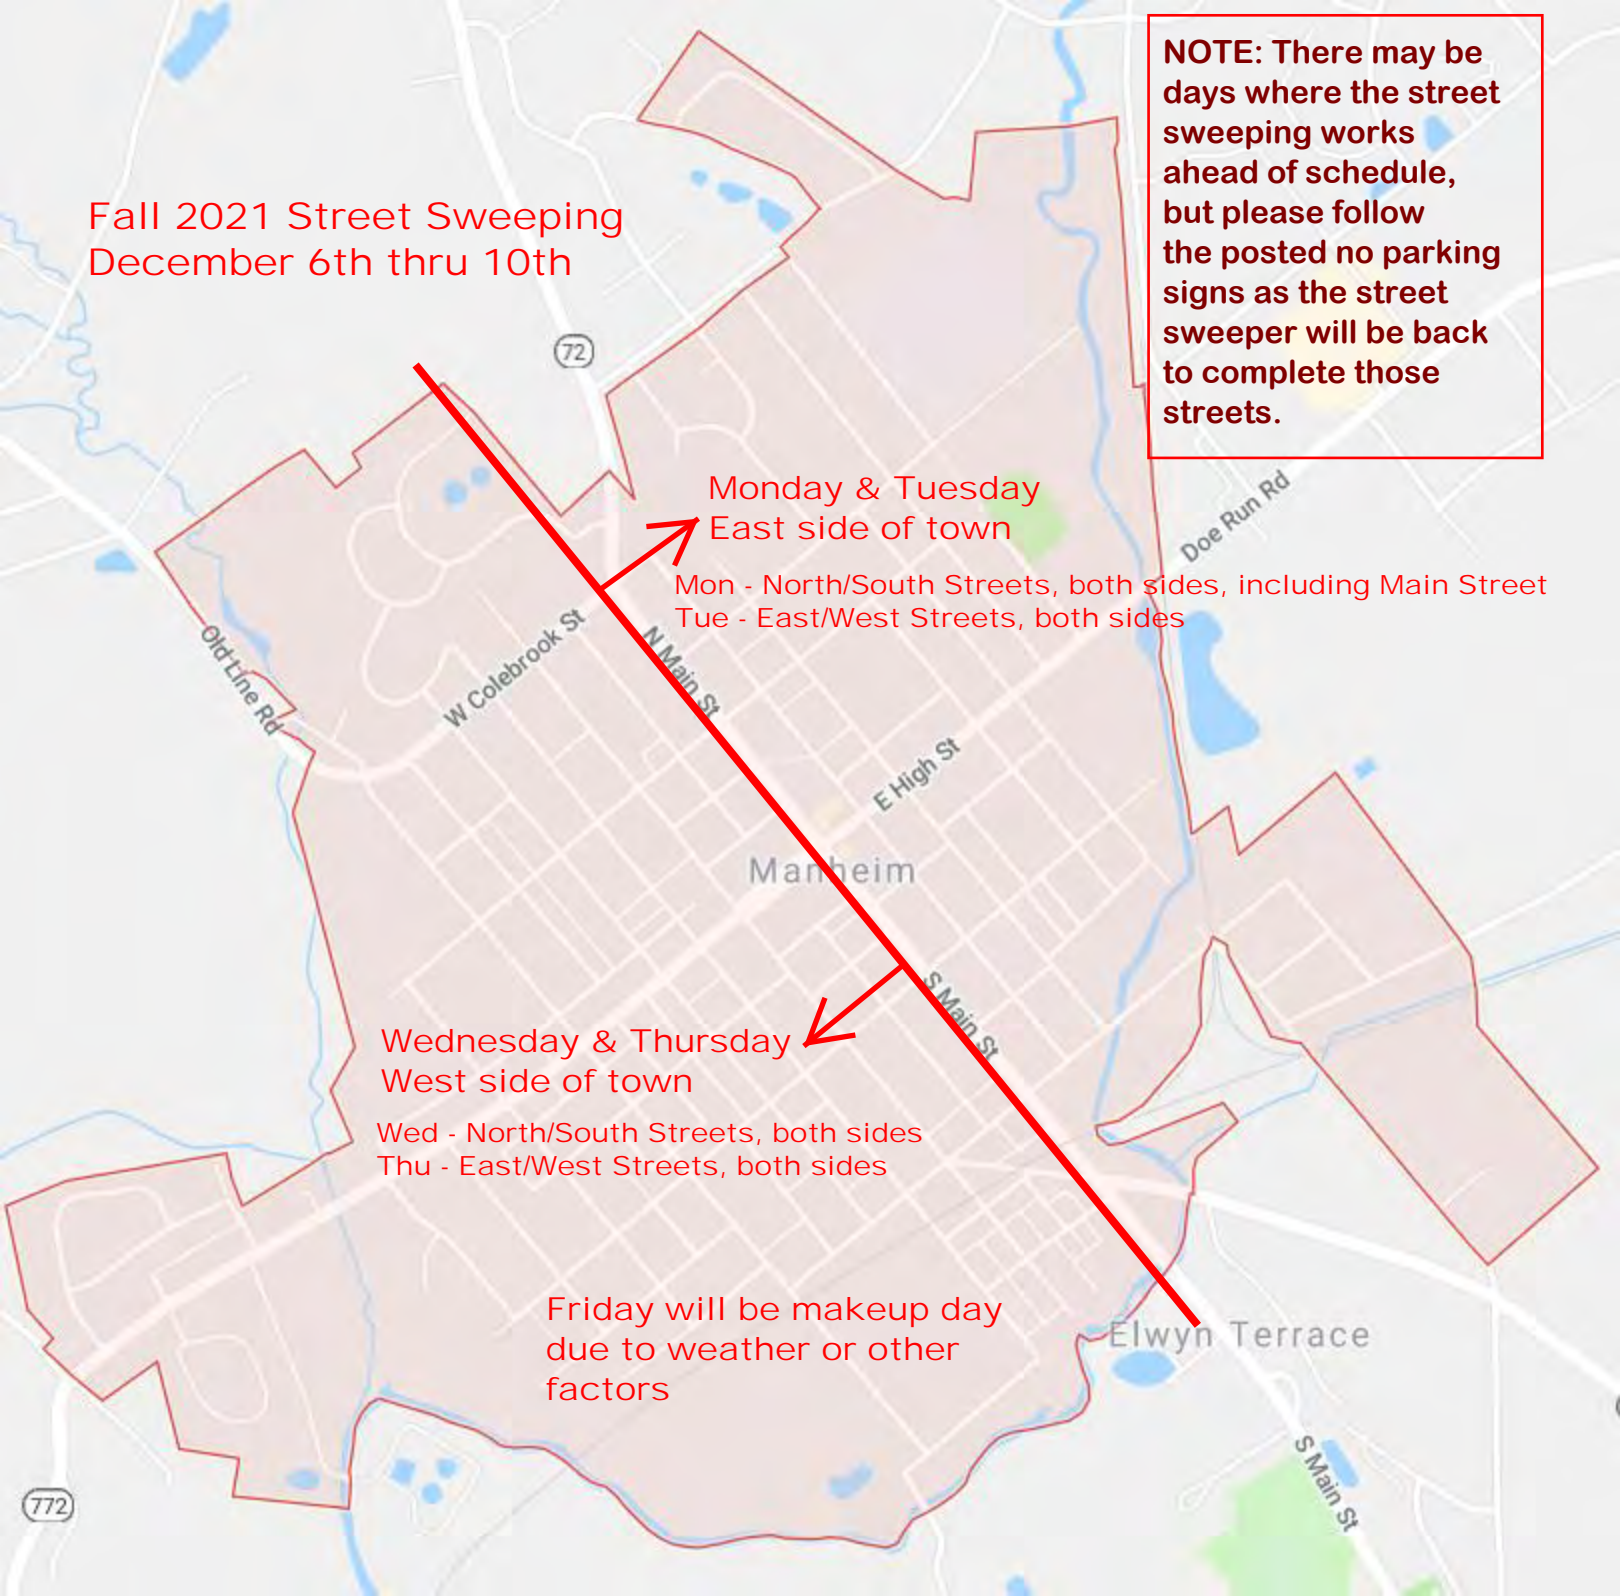 NOTE: There may be
days where the street
sweeping works
ahead of schedule,
but please follow
the posted no parking
signs as the street
sweeper will be back
to complete those
streets.
Fall 2021 Street Sweeping
December 6th thru 10th
72
Monday & Tuesday
East side of town
Mon - North/South Streets, both sides, including Main Street
Tue - East/West Streets, both sides
Doe Run Rd
Old Line Rd
W Colebrook St
N Main St
E High St
Manheim
S Main St
Wednesday & Thursday
West side of town
Wed - North/South Streets, both sides
Thu - East/West Streets, both sides
Friday will be makeup day
due to weather or other
factors
Elwyn Terrace
S Main St
772